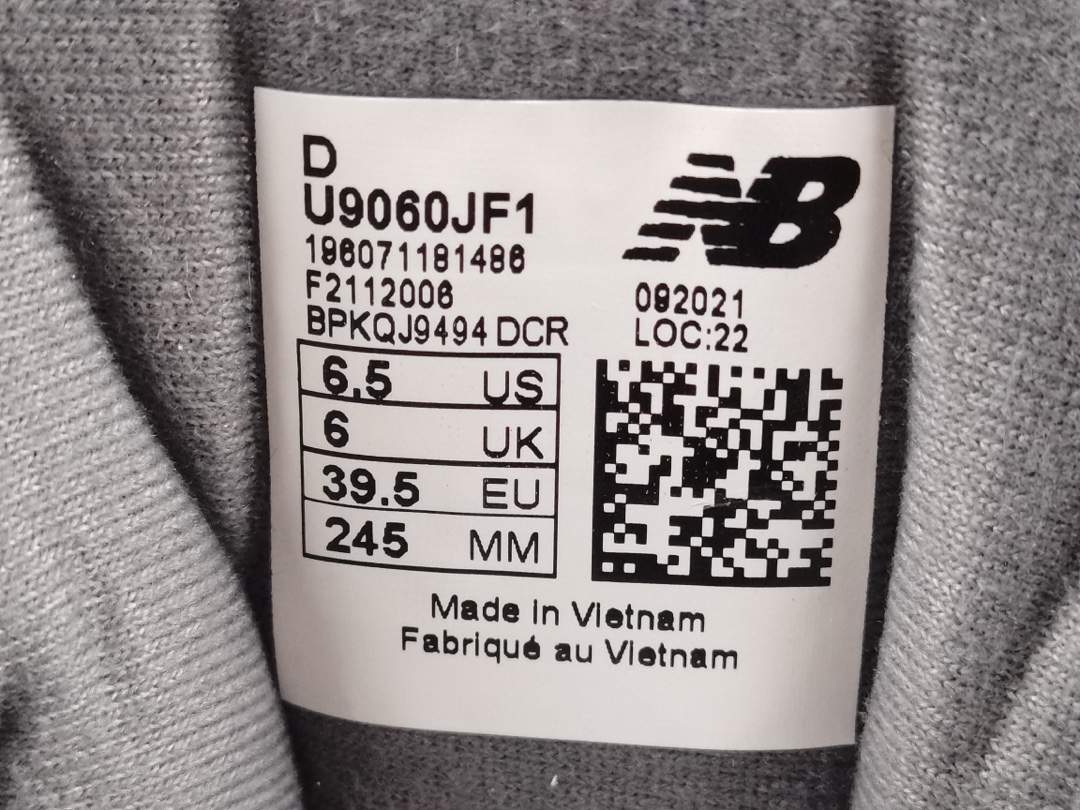 D
U9060JF1
196071181486
F2112006
BPKQJ9494 DCR
NB
092021
LOC:22
6.5 US
6 UK
39.5 EU
245 MM
Made in Vietnam
Fabriqué au Vietnam